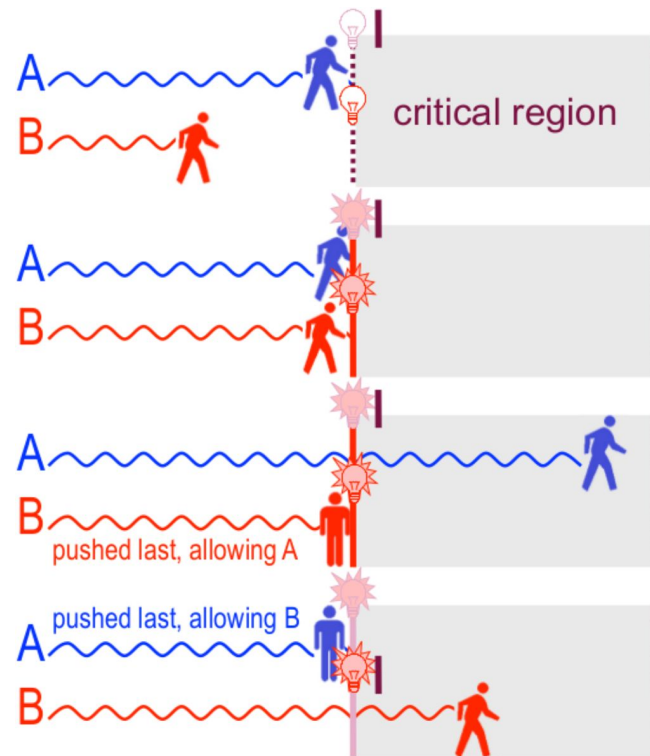 A
B
critical region
A
B
A
B
pushed last, allowing A
pushed last, allowing B
A
B